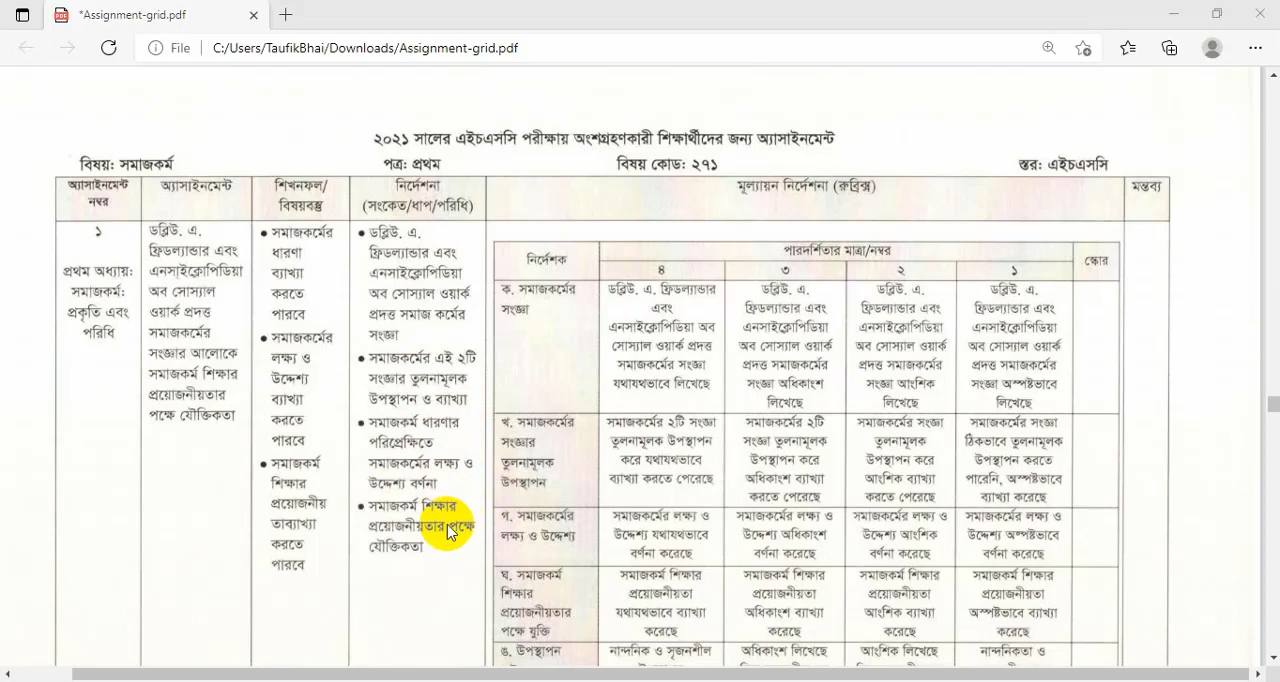 *Assignment-grid.pdf
File
C:/Users/TaufikBhai/Downloads/Assignment-grid.pdf
২০২১ সালের এইচএসসি পরীক্ষায় অংশগ্রহণকারী শিক্ষার্থীদের জন্য অ্যাসাইনমেন্ট
বিষয়: সমাজকর্ম পত্র: প্রথম বিষয় কোড: ২৭১ স্তর: এইচএসসি
অ্যাসাইনমেন্ট
নম্বর
অ্যাসাইনমেন্ট
শিখনফল/
বিষয়বস্তু
নির্দেশনা
(সংকেত/ধাপ/পরিধি)
মূল্যায়ন নির্দেশনা (রুব্রিক্স)
মন্তব্য
১
প্রথম অধ্যায়:
সমাজকর্ম:
প্রকৃতি এবং
পরিধি
ডব্লিউ. এ.
ফ্রিডল্যান্ডার এবং
এনসাইক্লোপিডিয়া
অব সোস্যাল
ওয়ার্ক প্রদত্ত
সমাজকর্মের
সংজ্ঞার আলোকে
সমাজকর্ম শিক্ষার
প্রয়োজনীয়তার
পক্ষে যৌক্তিকতা
• সমাজকর্মের
ধারণা
ব্যাখ্যা
করতে
পারবে
• সমাজকর্মের
লক্ষ্য ও
উদ্দেশ্য
ব্যাখ্যা
করতে
পারবে
• সমাজকর্ম
শিক্ষার
প্রয়োজনীয়
তাব্যাখ্যা
করতে
পারবে
• ডব্লিউ. এ.
ফ্রিডল্যান্ডার এবং
এনসাইক্লোপিডিয়া
অব সোস্যাল ওয়ার্ক
প্রদত্ত সমাজ কর্মের
সংজ্ঞা
• সমাজকর্মের এই ২টি
সংজ্ঞার তুলনামূলক
উপস্থাপন ও ব্যাখ্যা
• সমাজকর্ম ধারণার
পরিপ্রেক্ষিতে
সমাজকর্মের লক্ষ্য ও
উদ্দেশ্য বর্ণনা
• সমাজকর্ম শিক্ষার
প্রয়োজনীয়তার পক্ষে
যৌক্তিকতা
নির্দেশক
পারদর্শিতার মাত্রা/নম্বর
স্কোর
৪ ৩ ২ ১
ক. সমাজকর্মের
সংজ্ঞা
ডব্লিউ. এ. ফ্রিডল্যান্ডার
এবং
এনসাইক্লোপিডিয়া অব
সোস্যাল ওয়ার্ক প্রদত্ত
সমাজকর্মের সংজ্ঞা
যথাযথভাবে লিখেছে
ডব্লিউ. এ.
ফ্রিডল্যান্ডার এবং
এনসাইক্লোপিডিয়া
অব সোস্যাল ওয়ার্ক
প্রদত্ত সমাজকর্মের
সংজ্ঞা অধিকাংশ
লিখেছে
ডব্লিউ. এ.
ফ্রিডল্যান্ডার এবং
এনসাইক্লোপিডিয়া
অব সোস্যাল ওয়ার্ক
প্রদত্ত সমাজকর্মের
সংজ্ঞা আংশিক
লিখেছে
ডব্লিউ. এ.
ফ্রিডল্যান্ডার এবং
এনসাইক্লোপিডিয়া
অব সোস্যাল ওয়ার্ক
প্রদত্ত সমাজকর্মের
সংজ্ঞা অস্পষ্টভাবে
লিখেছে
খ. সমাজকর্মের
সংজ্ঞার
তুলনামূলক
উপস্থাপন
সমাজকর্মের ২টি সংজ্ঞা
তুলনামূলক উপস্থাপন
করে যথাযথভাবে
ব্যাখ্যা করতে পেরেছে
সমাজকর্মের ২টি
সংজ্ঞা তুলনামূলক
উপস্থাপন করে
অধিকাংশ ব্যাখ্যা
করতে পেরেছে
সমাজকর্মের সংজ্ঞা
তুলনামূলক
উপস্থাপন করে
আংশিক ব্যাখ্যা
করতে পেরেছে
সমাজকর্মের সংজ্ঞা
ঠিকভাবে তুলনামূলক
উপস্থাপন করতে
পারেনি, অস্পষ্টভাবে
ব্যাখ্যা করেছে
গ. সমাজকর্মের
লক্ষ্য ও উদ্দেশ্য
সমাজকর্মের লক্ষ্য ও
উদ্দেশ্য যথাযথভাবে
বর্ণনা করেছে
সমাজকর্মের লক্ষ্য ও
উদ্দেশ্য অধিকাংশ
বর্ণনা করেছে
সমাজকর্মের লক্ষ্য ও
উদ্দেশ্য আংশিক
বর্ণনা করেছে
সমাজকর্মের লক্ষ্য ও
উদ্দেশ্য অস্পষ্টভাবে
বর্ণনা করেছে
ঘ. সমাজকর্ম
শিক্ষার
প্রয়োজনীয়তার
পক্ষে যুক্তি
সমাজকর্ম শিক্ষার
প্রয়োজনীয়তা
যথাযথভাবে ব্যাখ্যা
করেছে
সমাজকর্ম শিক্ষার
প্রয়োজনীয়তা
অধিকাংশ ব্যাখ্যা
করেছে
সমাজকর্ম শিক্ষার
প্রয়োজনীয়তা
আংশিক ব্যাখ্যা
করেছে
সমাজকর্ম শিক্ষার
প্রয়োজনীয়তা
অস্পষ্টভাবে ব্যাখ্যা
করেছে
ঙ. উপস্থাপন
নান্দনিক ও সৃজনশীল
অধিকাংশ লিখেছে
আংশিক লিখেছে
নান্দনিকতা ও